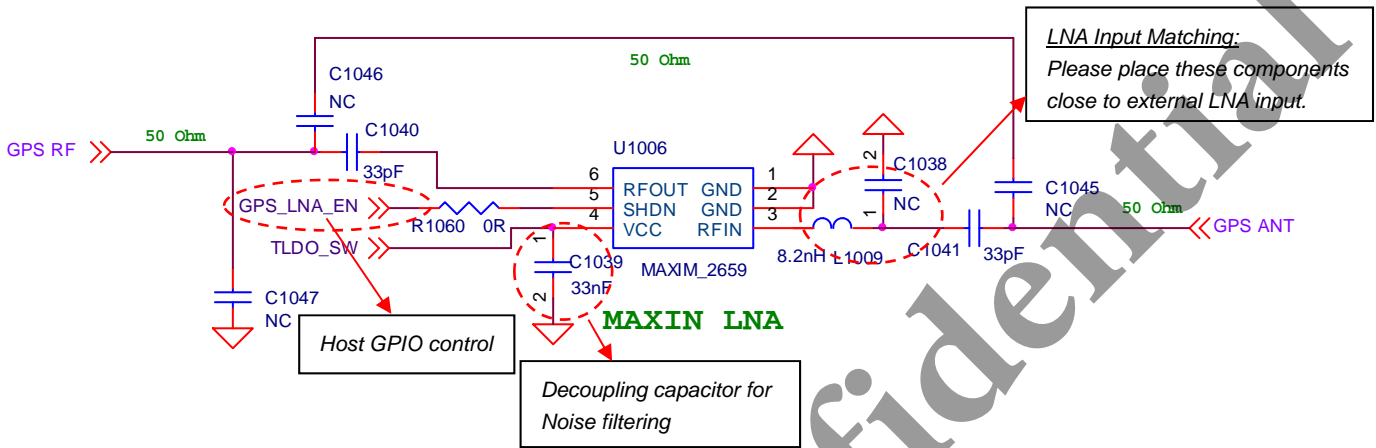 LNA Input Matching:
Please place these components
close to external LNA input.
50 Ohm
C1046
NC
C1040
33pF
50 Ohm
GPS RF
U1006
6
5
4
RFOUT GND
SHDN GND
VCC RFIN
1
2
3
MAXIM_2659
GPS_LNA_EN
R1060 0R
TLDO_SW
1
C1039
33nF
2
C1047
NC
2
C1038
NC
1
8.2nH L1009
C1041
33pF
C1045
NC
50 Ohm
GPS ANT
MAXIN LNA
Host GPIO control
Decoupling capacitor for
Noise filtering